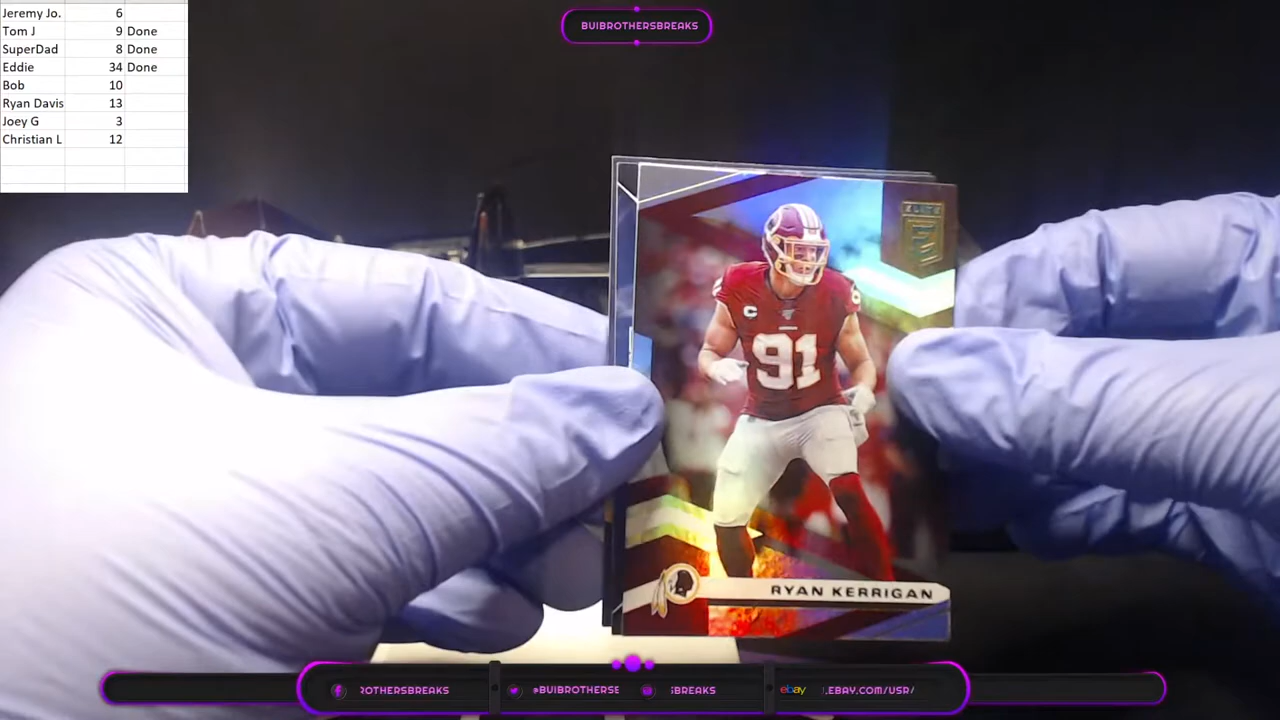 Jeremy Jo. 6
Tom J 9 Done
SuperDad 8 Done
Eddie 34 Done
Bob 10
Ryan Davis 13
Joey G 3
Christian L 12
BUIBROTHERSBREAKS
ELITE
C
91
RYAN KERRIGAN
ROTHERSBREAKS
@BUIBROTHERSE
BREAKS
ebay
.EBAY.COM/USR/